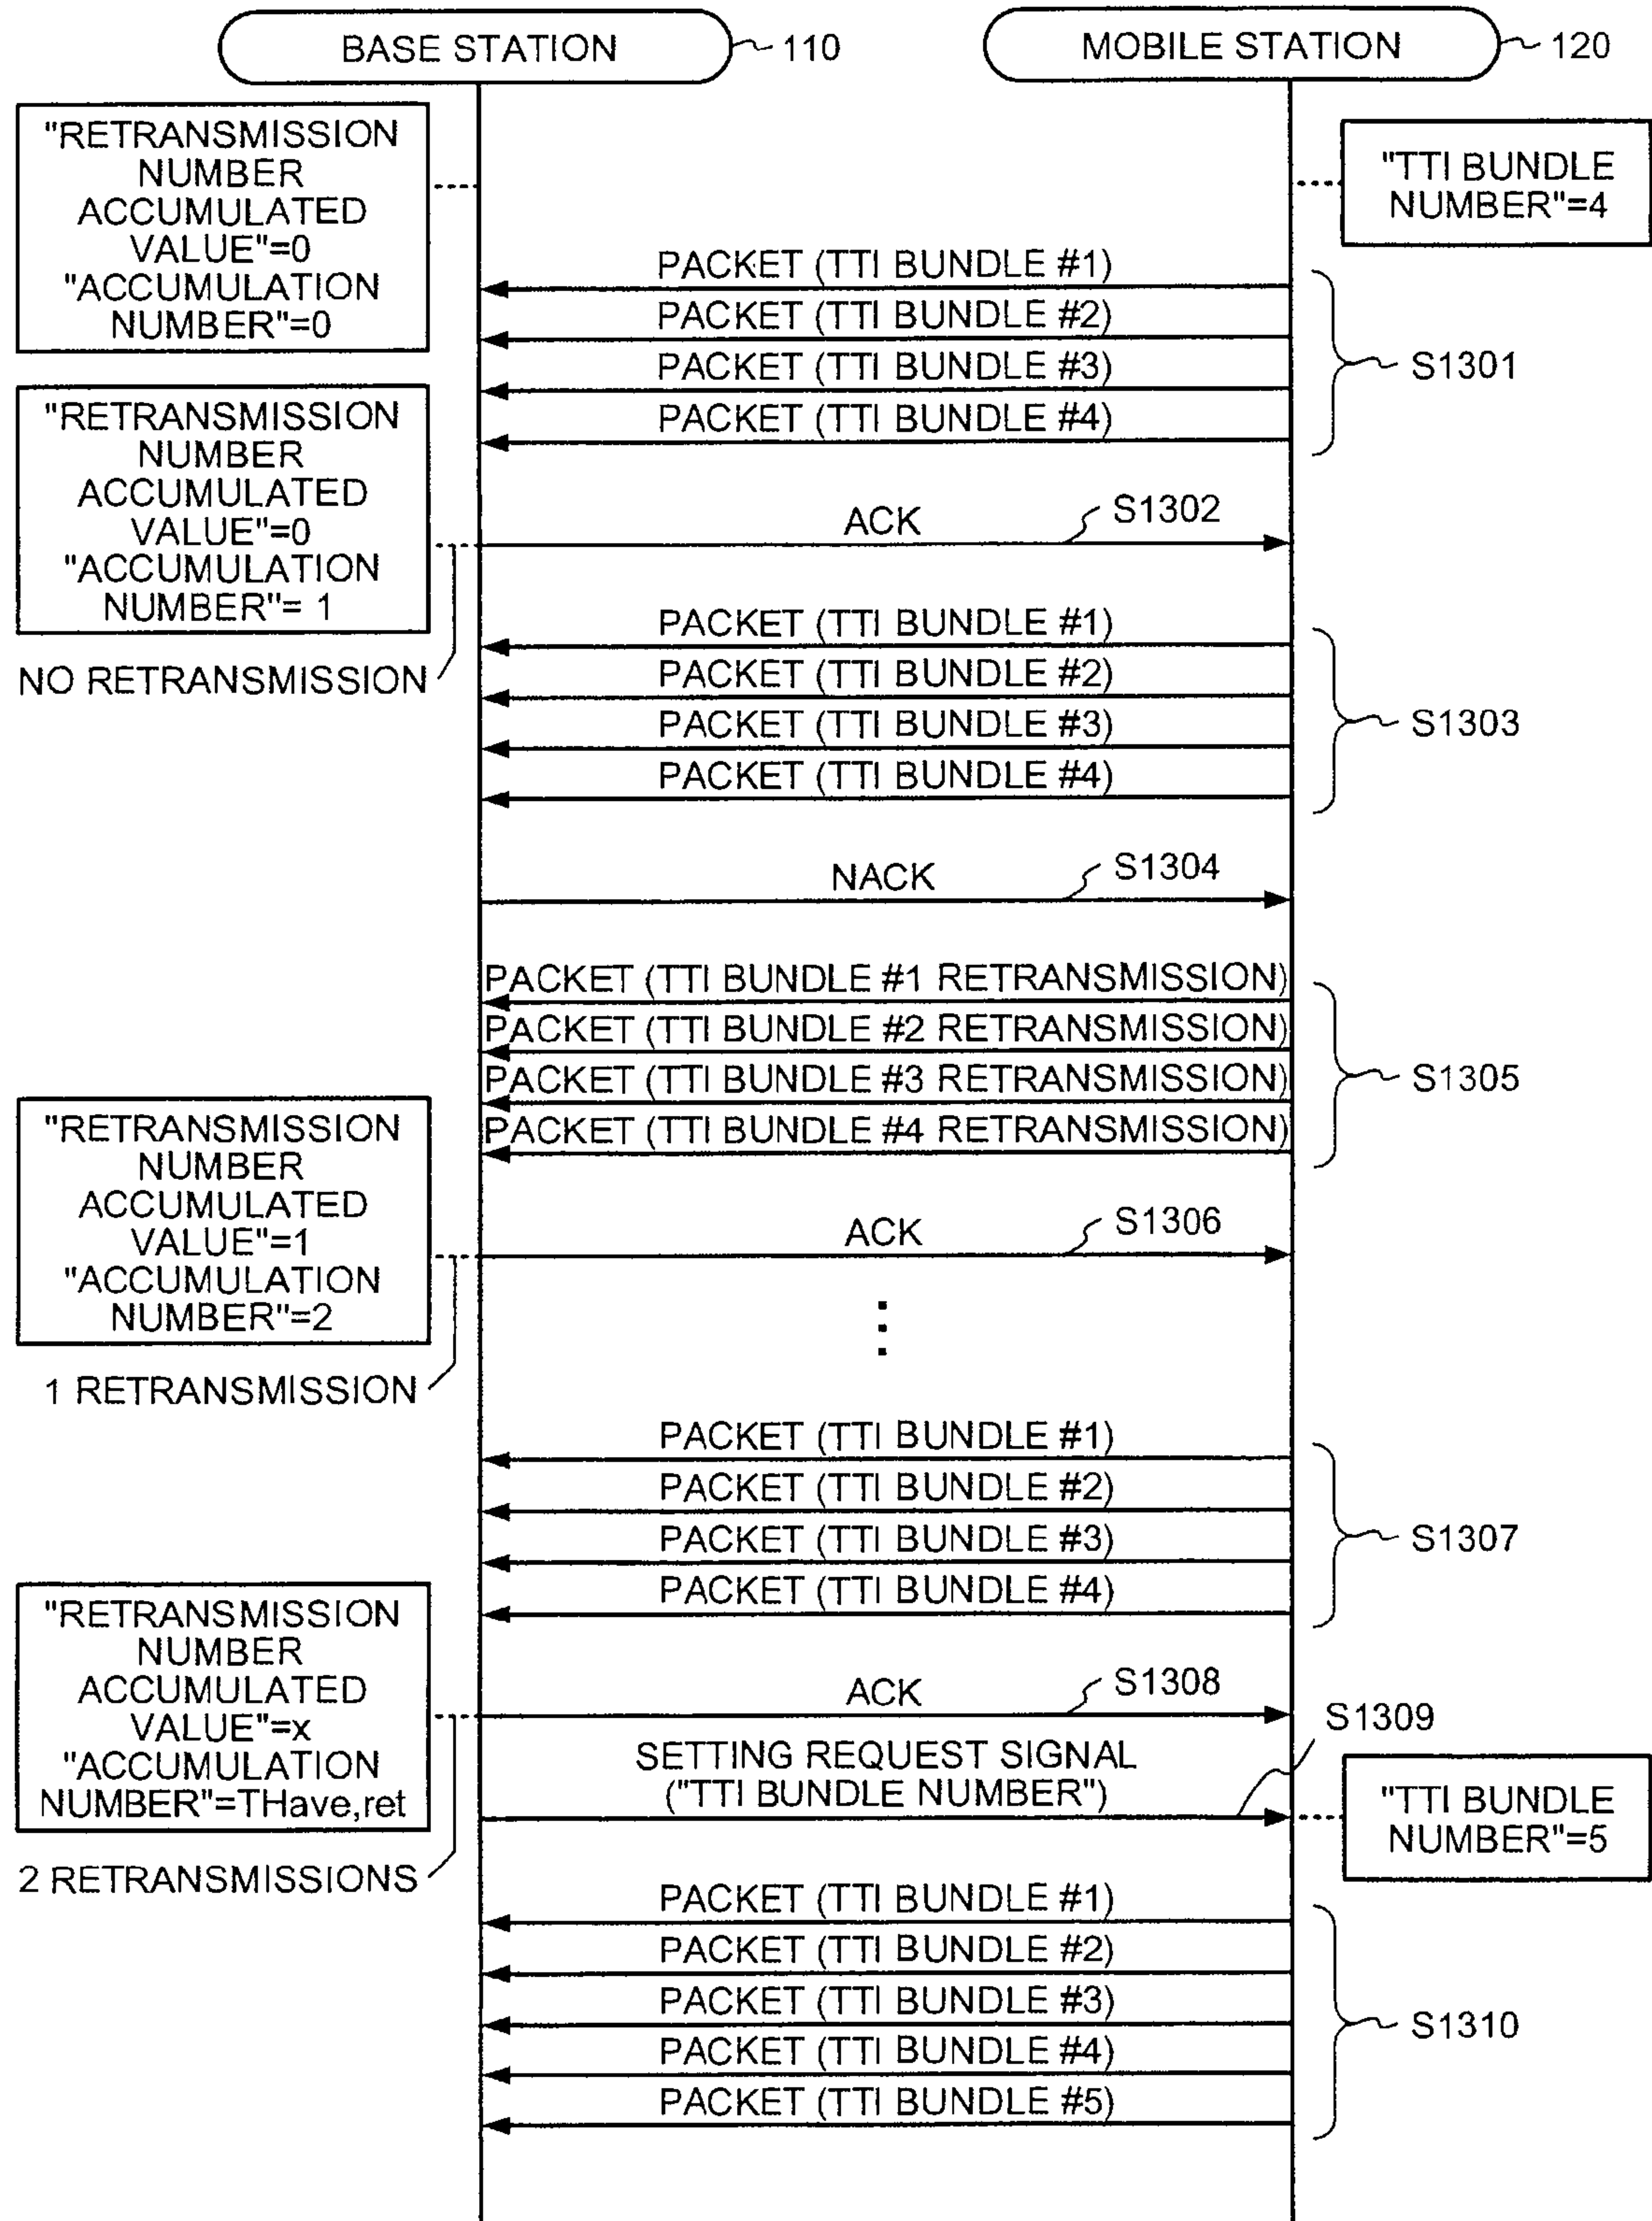 BASE STATION
110
MOBILE STATION
120
"RETRANSMISSION
NUMBER
ACCUMULATED
VALUE"=0
"ACCUMULATION
NUMBER"=0
"TTI BUNDLE
NUMBER"=4
PACKET (TTI BUNDLE #1)
PACKET (TTI BUNDLE #2)
PACKET (TTI BUNDLE #3)
PACKET (TTI BUNDLE #4)
S1301
"RETRANSMISSION
NUMBER
ACCUMULATED
VALUE"=0
"ACCUMULATION
NUMBER"= 1
ACK
S1302
NO RETRANSMISSION
PACKET (TTI BUNDLE #1)
PACKET (TTI BUNDLE #2)
PACKET (TTI BUNDLE #3)
PACKET (TTI BUNDLE #4)
S1303
NACK
S1304
PACKET (TTI BUNDLE #1 RETRANSMISSION)
PACKET (TTI BUNDLE #2 RETRANSMISSION)
PACKET (TTI BUNDLE #3 RETRANSMISSION)
PACKET (TTI BUNDLE #4 RETRANSMISSION)
S1305
"RETRANSMISSION
NUMBER
ACCUMULATED
VALUE"=1
"ACCUMULATION
NUMBER"=2
ACK
S1306
1 RETRANSMISSION
PACKET (TTI BUNDLE #1)
PACKET (TTI BUNDLE #2)
PACKET (TTI BUNDLE #3)
PACKET (TTI BUNDLE #4)
S1307
"RETRANSMISSION
NUMBER
ACCUMULATED
VALUE"=x
"ACCUMULATION
NUMBER"=THave,ret
ACK
S1308
SETTING REQUEST SIGNAL
("TTI BUNDLE NUMBER")
S1309
"TTI BUNDLE
NUMBER"=5
2 RETRANSMISSIONS
PACKET (TTI BUNDLE #1)
PACKET (TTI BUNDLE #2)
PACKET (TTI BUNDLE #3)
PACKET (TTI BUNDLE #4)
PACKET (TTI BUNDLE #5)
S1310